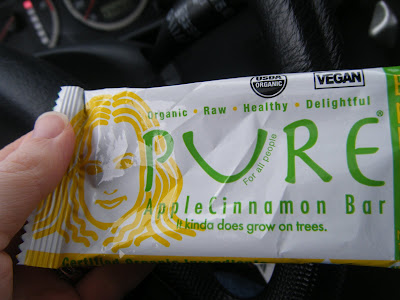 USDA
ORGANIC
VEGAN
Organic • Raw • Healthy • Delightful
PURE®
For all people
AppleCinnamon Bar
It kinda does grow on trees.
Certified